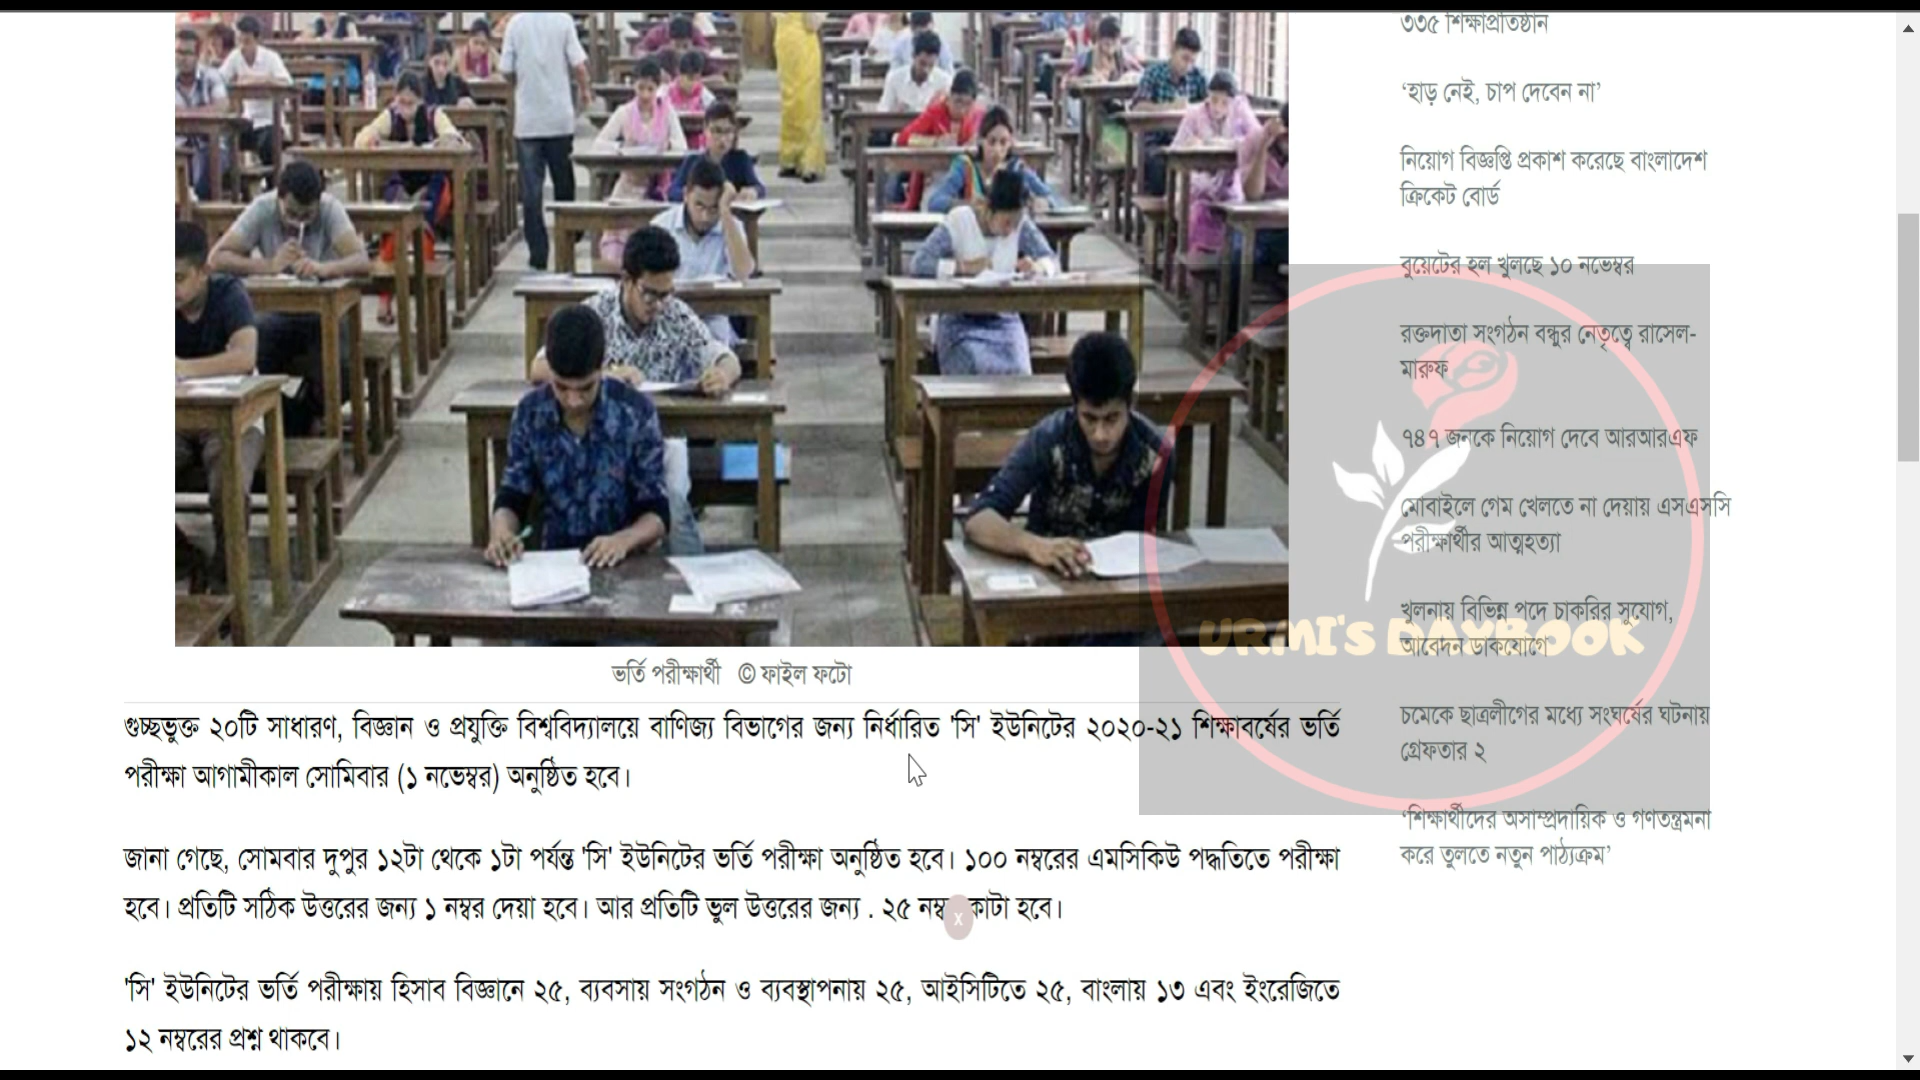 ৩৩৫ শিক্ষাপ্রতিষ্ঠান
‘হাড় নেই, চাপ দেবেন না’
নিয়োগ বিজ্ঞপ্তি প্রকাশ করেছে বাংলাদেশ
ক্রিকেট বোর্ড
বুয়েটের হল খুলছে ১০ নভেম্বর
রক্তদাতা সংগঠন বন্ধুর নেতৃত্বে রাসেল-
মারুফ
৭৪৭ জনকে নিয়োগ দেবে আরআরএফ
মোবাইলে গেম খেলতে না দেয়ায় এসএসসি
পরীক্ষার্থীর আত্মহত্যা
খুলনায় বিভিন্ন পদে চাকরির সুযোগ,
আবেদন ডাকযোগে
URMI's DAYBOOK
চমেকে ছাত্রলীগের মধ্যে সংঘর্ষের ঘটনায়
গ্রেফতার ২
‘শিক্ষার্থীদের অসাম্প্রদায়িক ও গণতন্ত্রমনা
করে তুলতে নতুন পাঠ্যক্রম’
ভর্তি পরীক্ষার্থী © ফাইল ফটো
গুচ্ছভুক্ত ২০টি সাধারণ, বিজ্ঞান ও প্রযুক্তি বিশ্ববিদ্যালয়ে বাণিজ্য বিভাগের জন্য নির্ধারিত 'সি' ইউনিটের ২০২০-২১ শিক্ষাবর্ষের ভর্তি
পরীক্ষা আগামীকাল সোমিবার (১ নভেম্বর) অনুষ্ঠিত হবে।
জানা গেছে, সোমবার দুপুর ১২টা থেকে ১টা পর্যন্ত 'সি' ইউনিটের ভর্তি পরীক্ষা অনুষ্ঠিত হবে। ১০০ নম্বরের এমসিকিউ পদ্ধতিতে পরীক্ষা
হবে। প্রতিটি সঠিক উত্তরের জন্য ১ নম্বর দেয়া হবে। আর প্রতিটি ভুল উত্তরের জন্য . ২৫ হবে।
x
'সি' ইউনিটের ভর্তি পরীক্ষায় হিসাব বিজ্ঞানে ২৫, ব্যবসায় সংগঠন ও ব্যবস্থাপনায় ২৫, আইসিটিতে ২৫, বাংলায় ১৩ এবং ইংরেজিতে
১২ নম্বরের প্রশ্ন থাকবে।